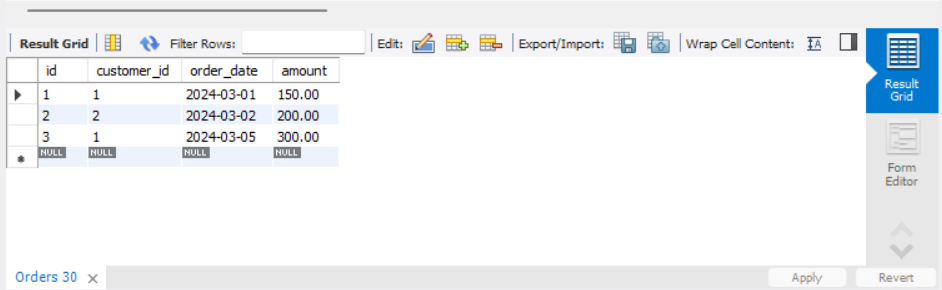 Result Grid Filter Rows: Edit: Export/Import: Wrap Cell Content: IA
id customer_id order_date amount
1 1 2024-03-01 150.00
2 2 2024-03-02 200.00
3 1 2024-03-05 300.00
NULL NULL NULL NULL
Result
Grid
Form
Editor
Orders 30
Apply Revert